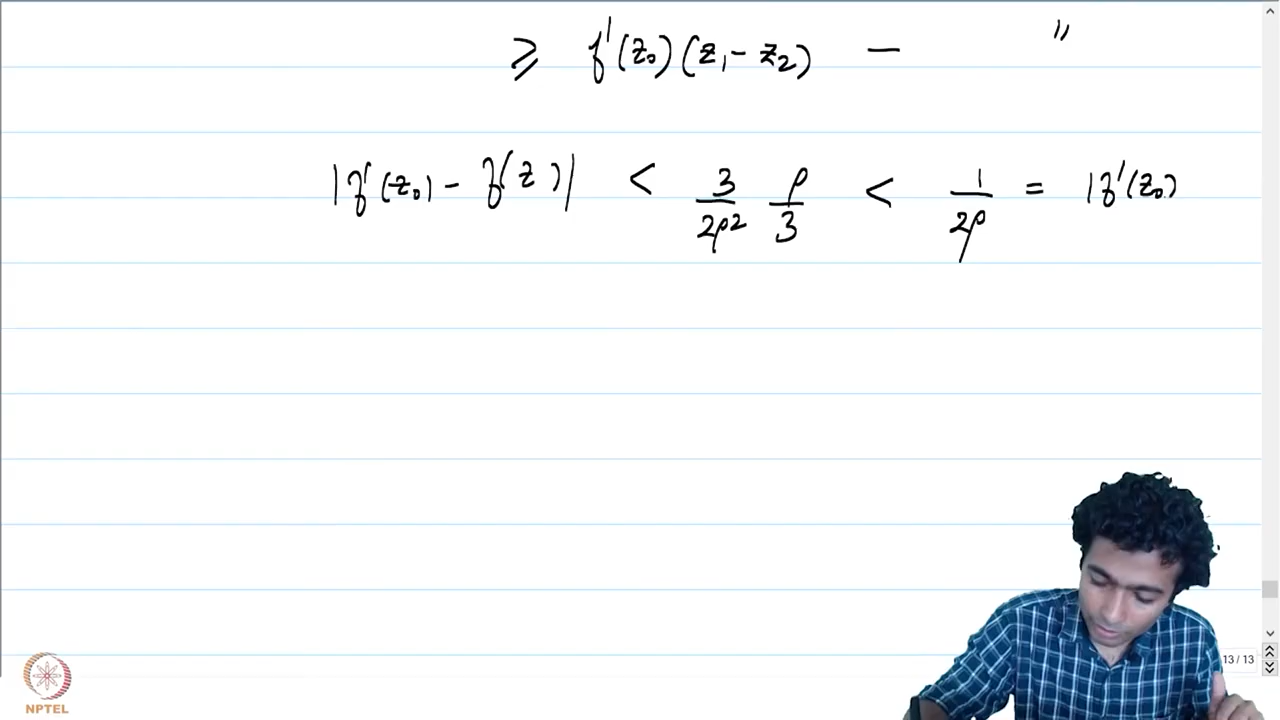 ≥ f'(z₀)(z₁ - z₂) — "
|f'(z₀) - f'(z)| < 3/2ρ² ρ/3 < 1/2ρ = |f'(z₀)
13 / 13
NPTEL